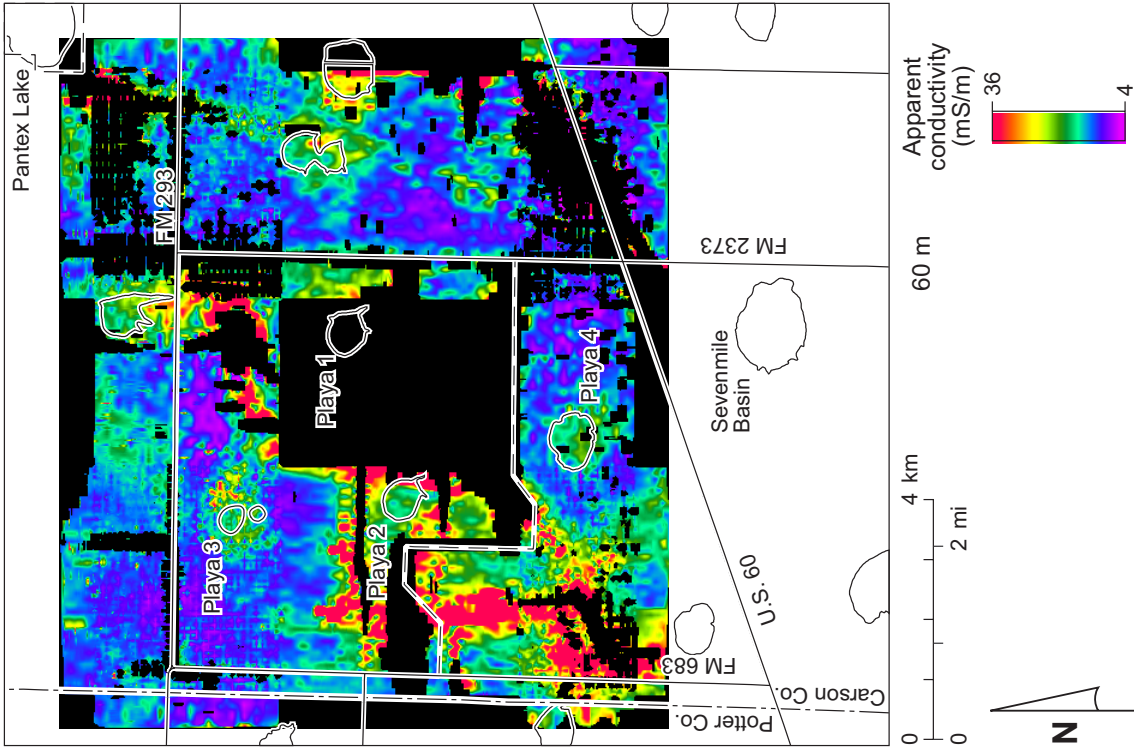 Pantex Lake
FM 293
Playa 1
Playa 3
Playa 2
Playa 4
FM 2373
Sevenmile
Basin
U.S. 60
FM 683
Carson Co.
Potter Co.
Apparent
conductivity
(mS/m)
36
4
60 m
0
4 km
0
2 mi
N